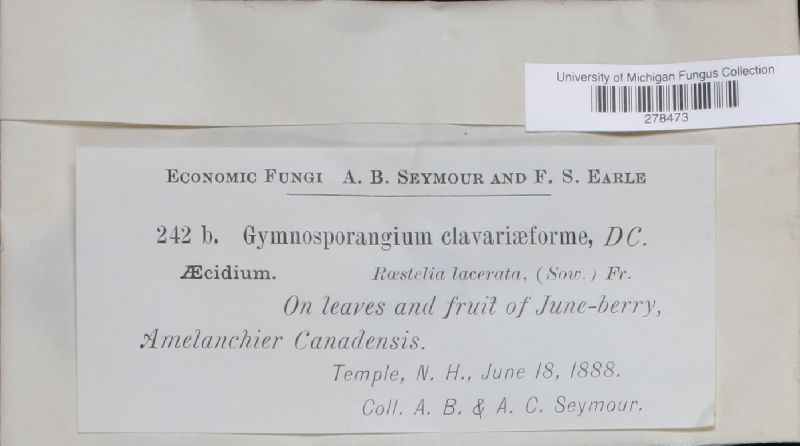 University of Michigan Fungus Collection
278473
Economic Fungi A. B. Seymour and F. S. Earle
242 b. Gymnosporangium clavariæforme, DC.
Æcidium. Rœstelia lacerata, (Sow.) Fr.
On leaves and fruit of June-berry,
Amelanchier Canadensis.
Temple, N. H., June 18, 1888.
Coll. A. B. & A. C. Seymour.